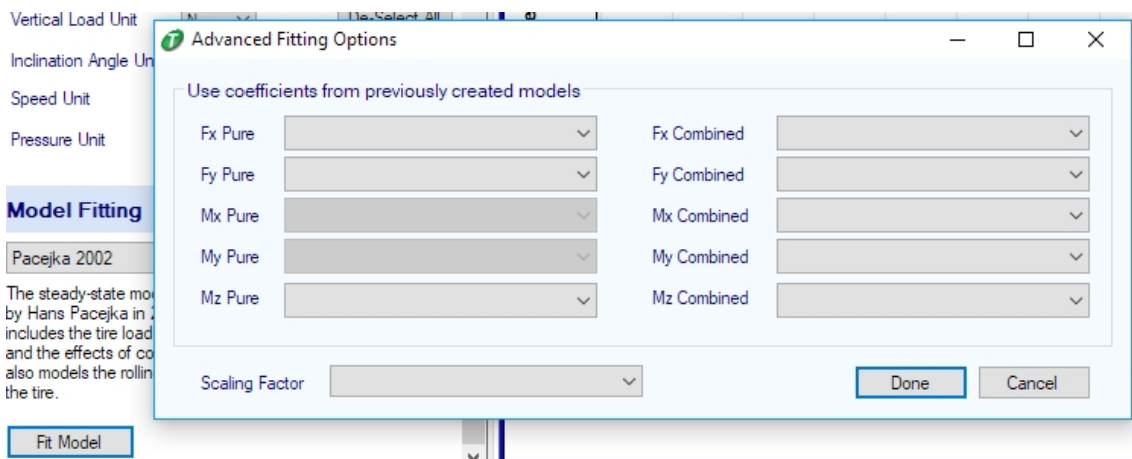 Vertical Load Unit
N
De-Select All
Inclination Angle Un
Speed Unit
Pressure Unit
Model Fitting
Pacejka 2002
The steady-state mo
by Hans Pacejka in 2
includes the tire load
and the effects of co
also models the rollin
the tire.
Fit Model
Advanced Fitting Options
Use coefficients from previously created models
Fx Pure
Fx Combined
Fy Pure
Fy Combined
Mx Pure
Mx Combined
My Pure
My Combined
Mz Pure
Mz Combined
Scaling Factor
Done
Cancel